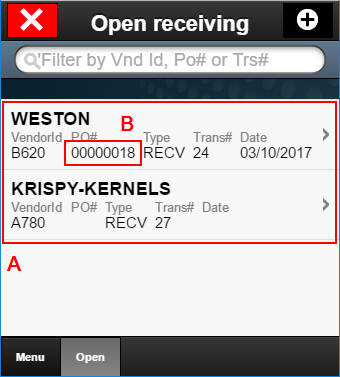 Open receiving
Filter by Vnd Id, Po# or Trs#
WESTON
B
VendorId PO# Type Trans# Date
B620 00000018 RECV 24 03/10/2017
KRISPY-KERNELS
VendorId PO# Type Trans# Date
A780 RECV 27
A
Menu Open